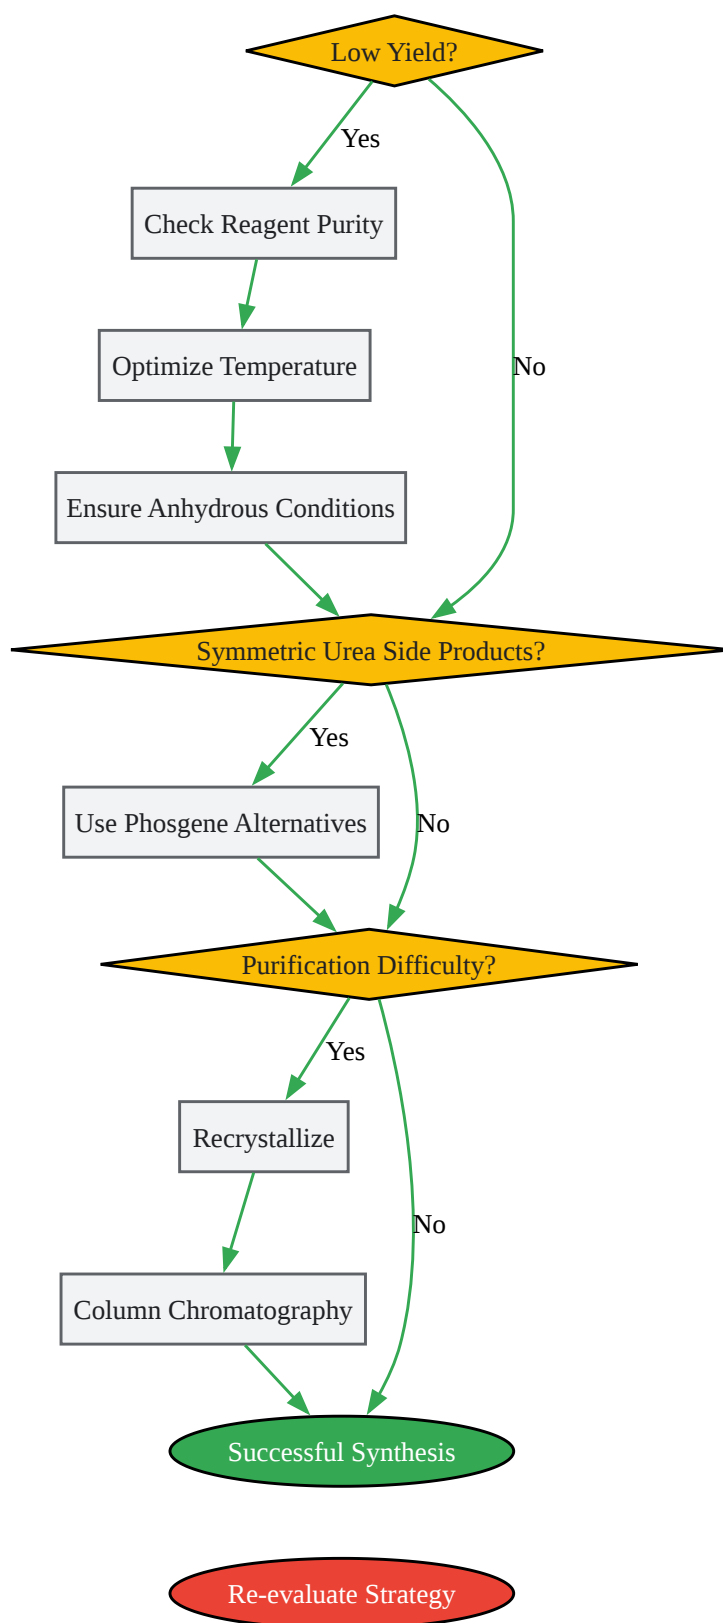 Low Yield?
Yes
Check Reagent Purity
Optimize Temperature
No
Ensure Anhydrous Conditions
Symmetric Urea Side Products?
Yes
Use Phosgene Alternatives
No
Purification Difficulty?
Yes
Recrystallize
No
Column Chromatography
Successful Synthesis
Re-evaluate Strategy